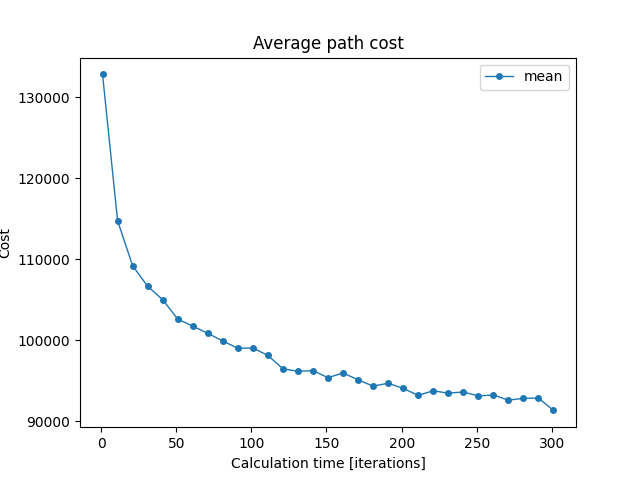 Average path cost
mean
130000
120000
110000
100000
90000
Cost
0 50 100 150 200 250 300
Calculation time [iterations]